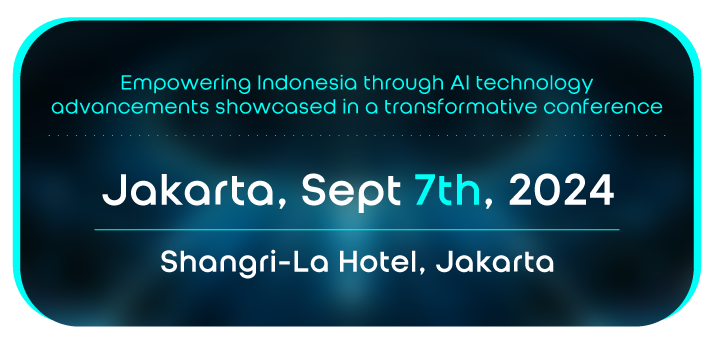 Empowering Indonesia through AI technology
advancements showcased in a transformative conference
Jakarta, Sept 7th, 2024
Shangri-La Hotel, Jakarta